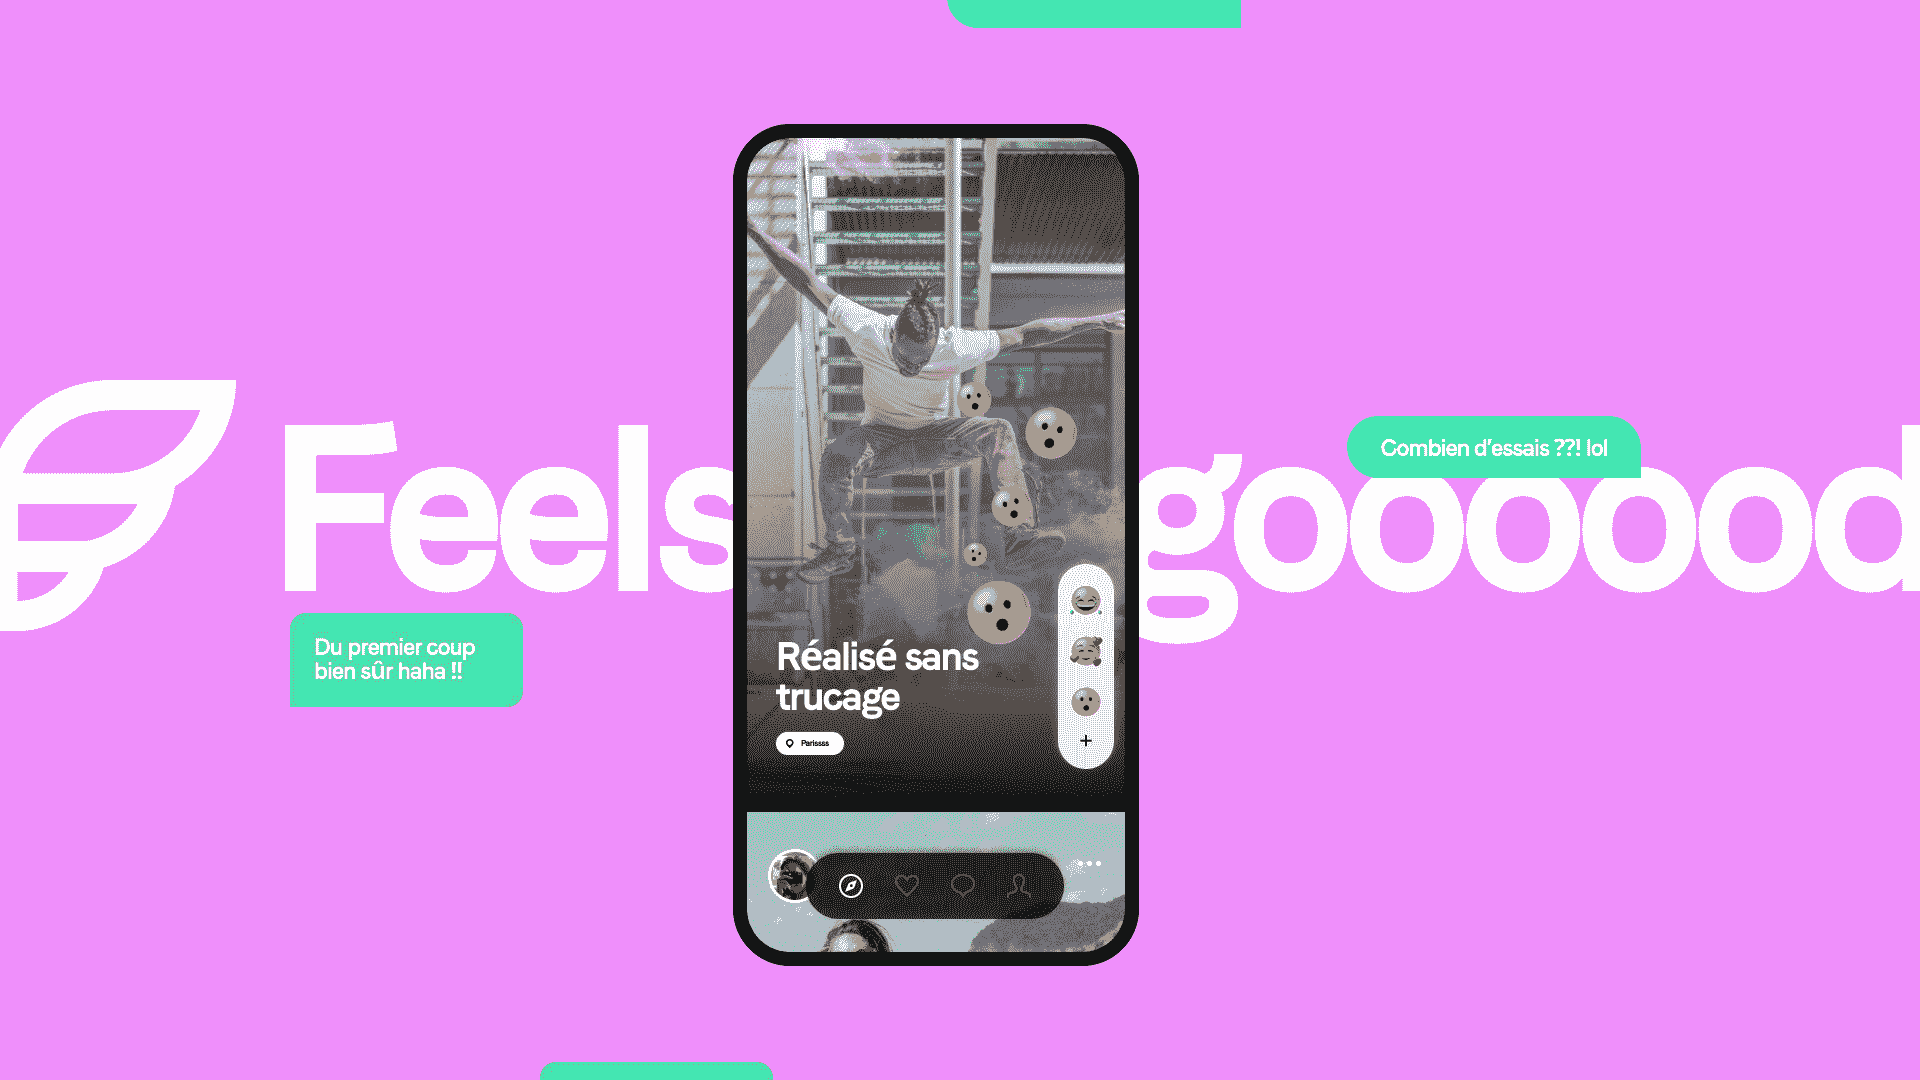 Feels goooood
Combien d'essais ??! lol
Du premier coup
bien sûr haha !!
Réalisé sans
trucage
Parissss